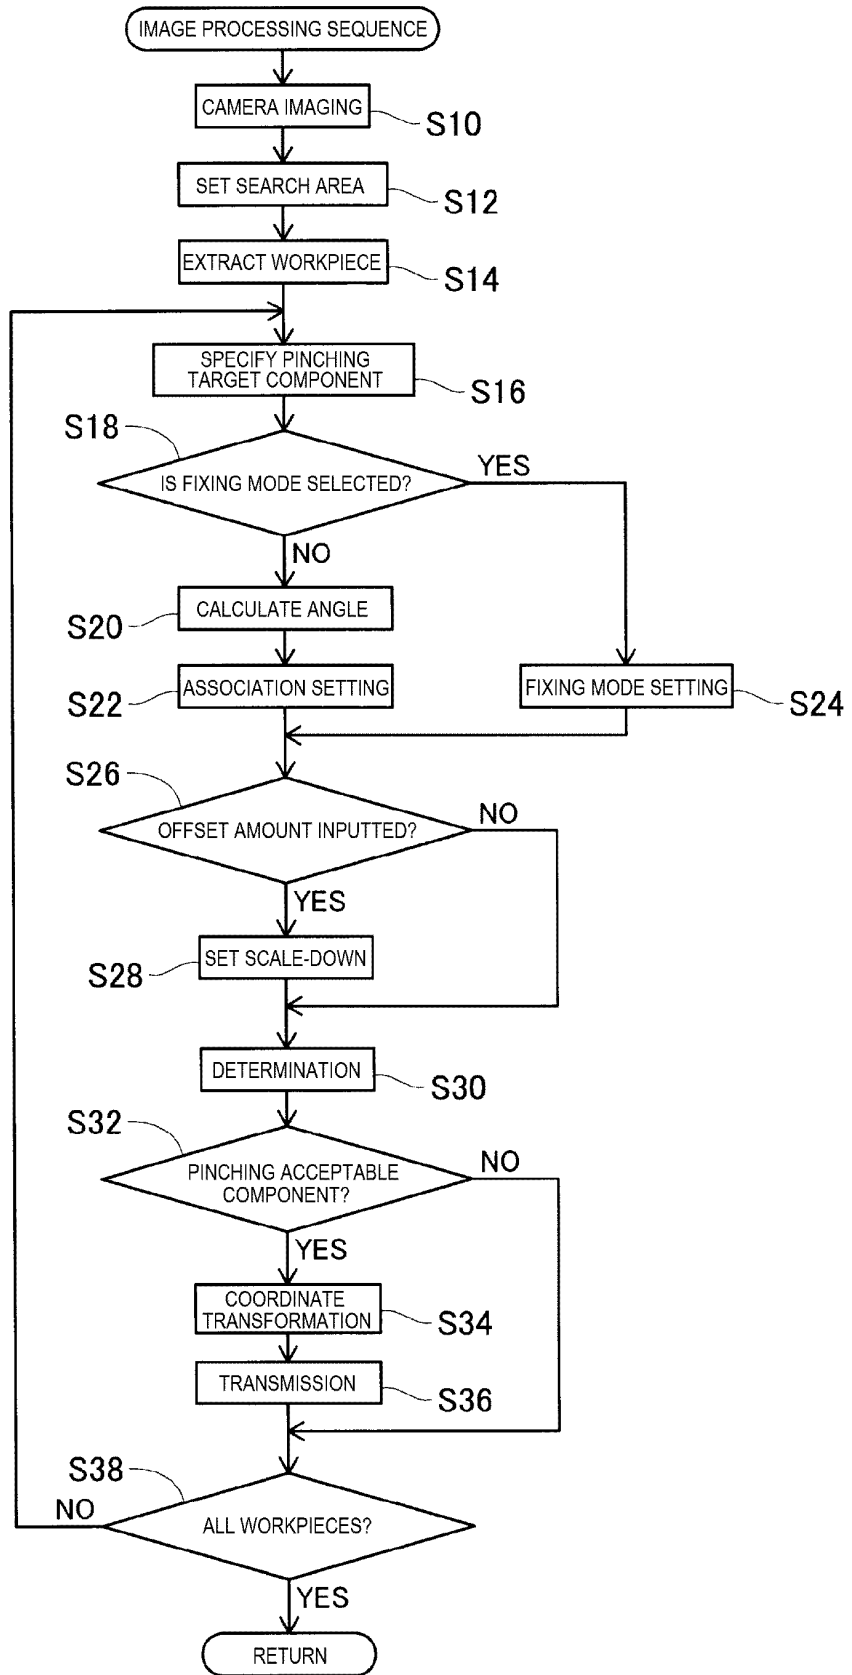 IMAGE PROCESSING SEQUENCE
CAMERA IMAGING
S10
SET SEARCH AREA
S12
EXTRACT WORKPIECE
S14
SPECIFY PINCHING
TARGET COMPONENT
S16
S18
IS FIXING MODE SELECTED?
YES
NO
CALCULATE ANGLE
S20
ASSOCIATION SETTING
S22
FIXING MODE SETTING
S24
S26
OFFSET AMOUNT INPUTTED?
NO
YES
SET SCALE-DOWN
S28
DETERMINATION
S30
S32
PINCHING ACCEPTABLE
COMPONENT?
NO
YES
COORDINATE
TRANSFORMATION
S34
TRANSMISSION
S36
S38
NO
ALL WORKPIECES?
YES
RETURN